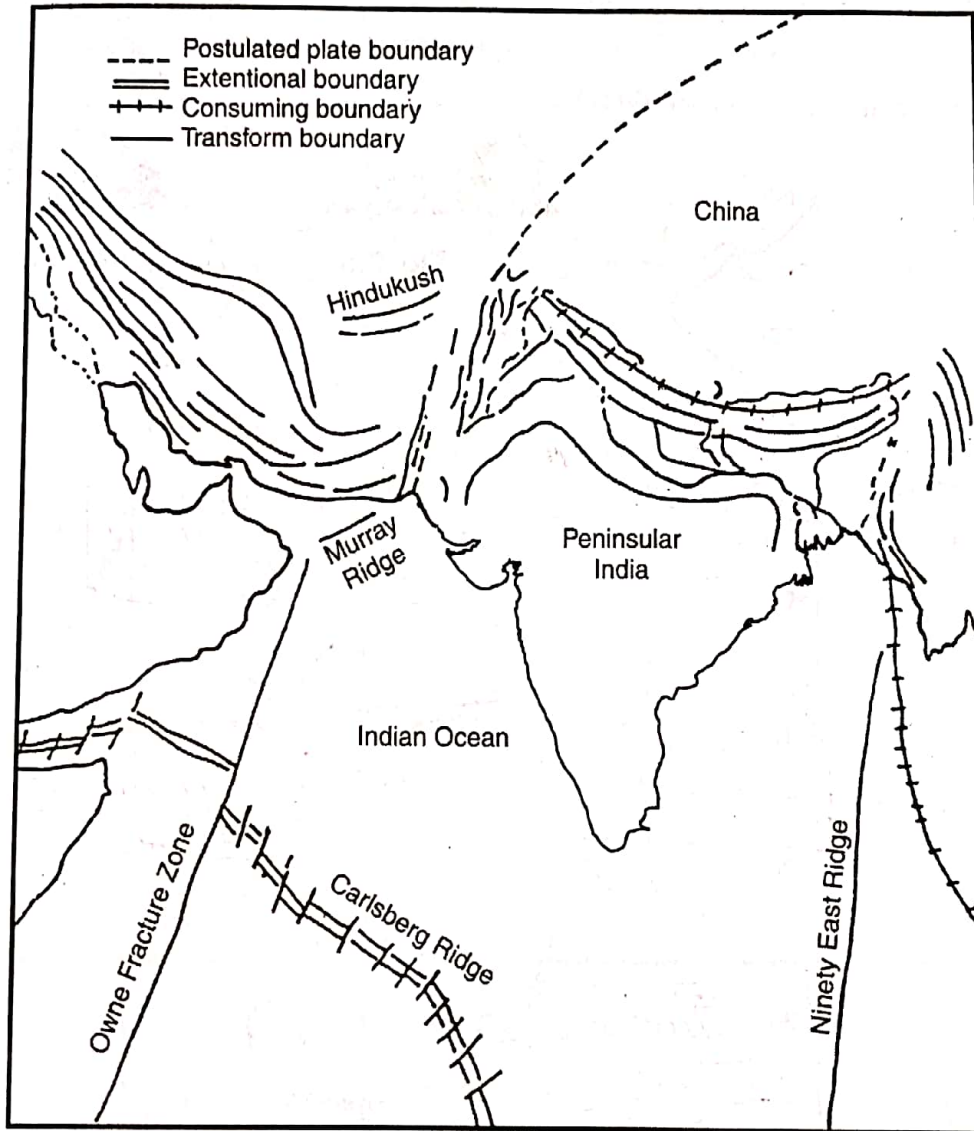 Postulated plate boundary
Extentional boundary
Consuming boundary
Transform boundary
China
Hindukush
Murray
Ridge
Peninsular
India
Indian Ocean
Owne Fracture Zone
Carlsberg Ridge
Ninety East Ridge